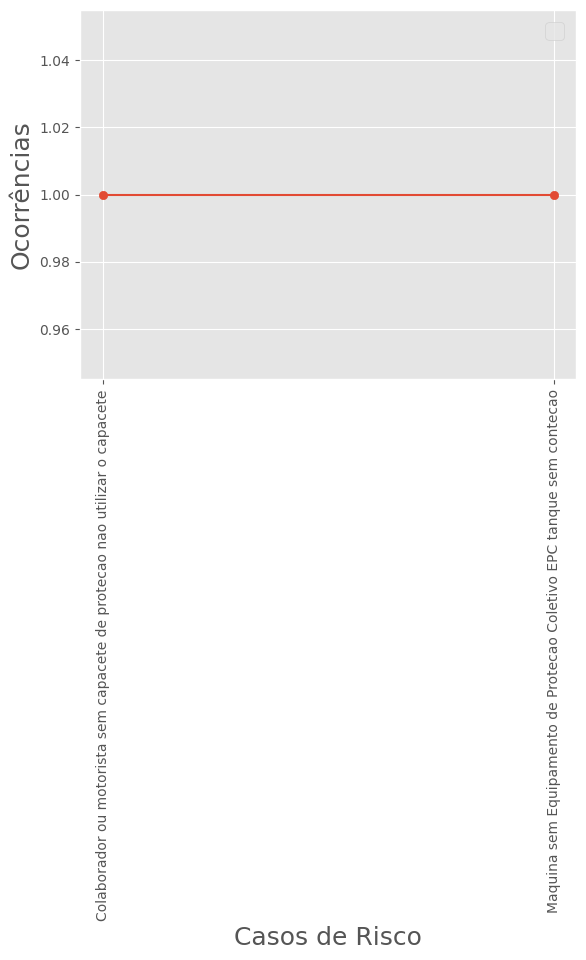 Ocorrências
1.04
1.02
1.00
0.98
0.96
Colaborador ou motorista sem capacete de protecao nao utilizar o capacete
Maquina sem Equipamento de Protecao Coletivo EPC tanque sem contecao
Casos de Risco